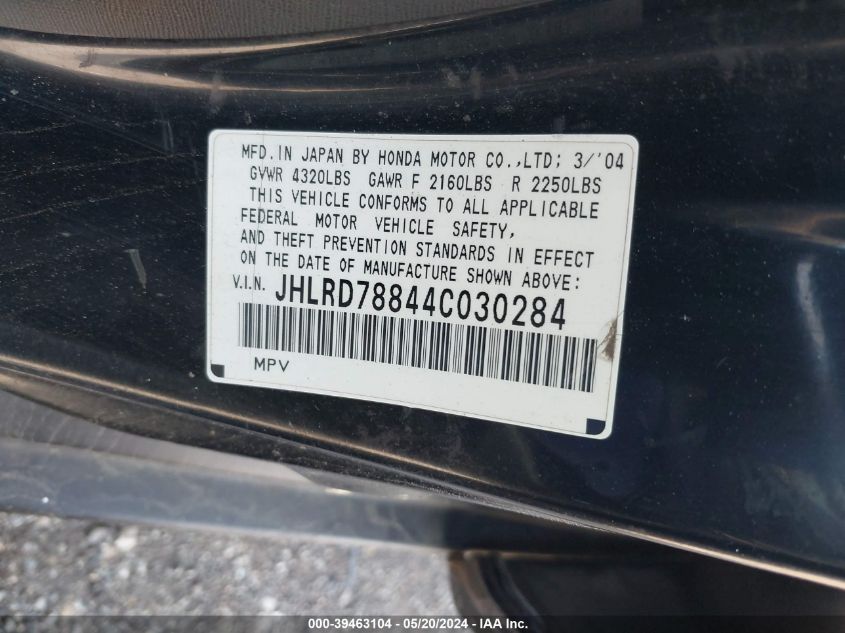 MFD.IN JAPAN BY HONDA MOTOR CO.,LTD; 3/'04
GVWR 4320LBS GAWR F 2160LBS R 2250LBS
THIS VEHICLE CONFORMS TO ALL APPLICABLE
FEDERAL MOTOR VEHICLE SAFETY,
AND THEFT PREVENTION STANDARDS IN EFFECT
ON THE DATE OF MANUFACTURE SHOWN ABOVE:
V.I.N. JHLRD78844C030284
MPV
000-39463104 | 05/20/2024 | IAA, Inc.